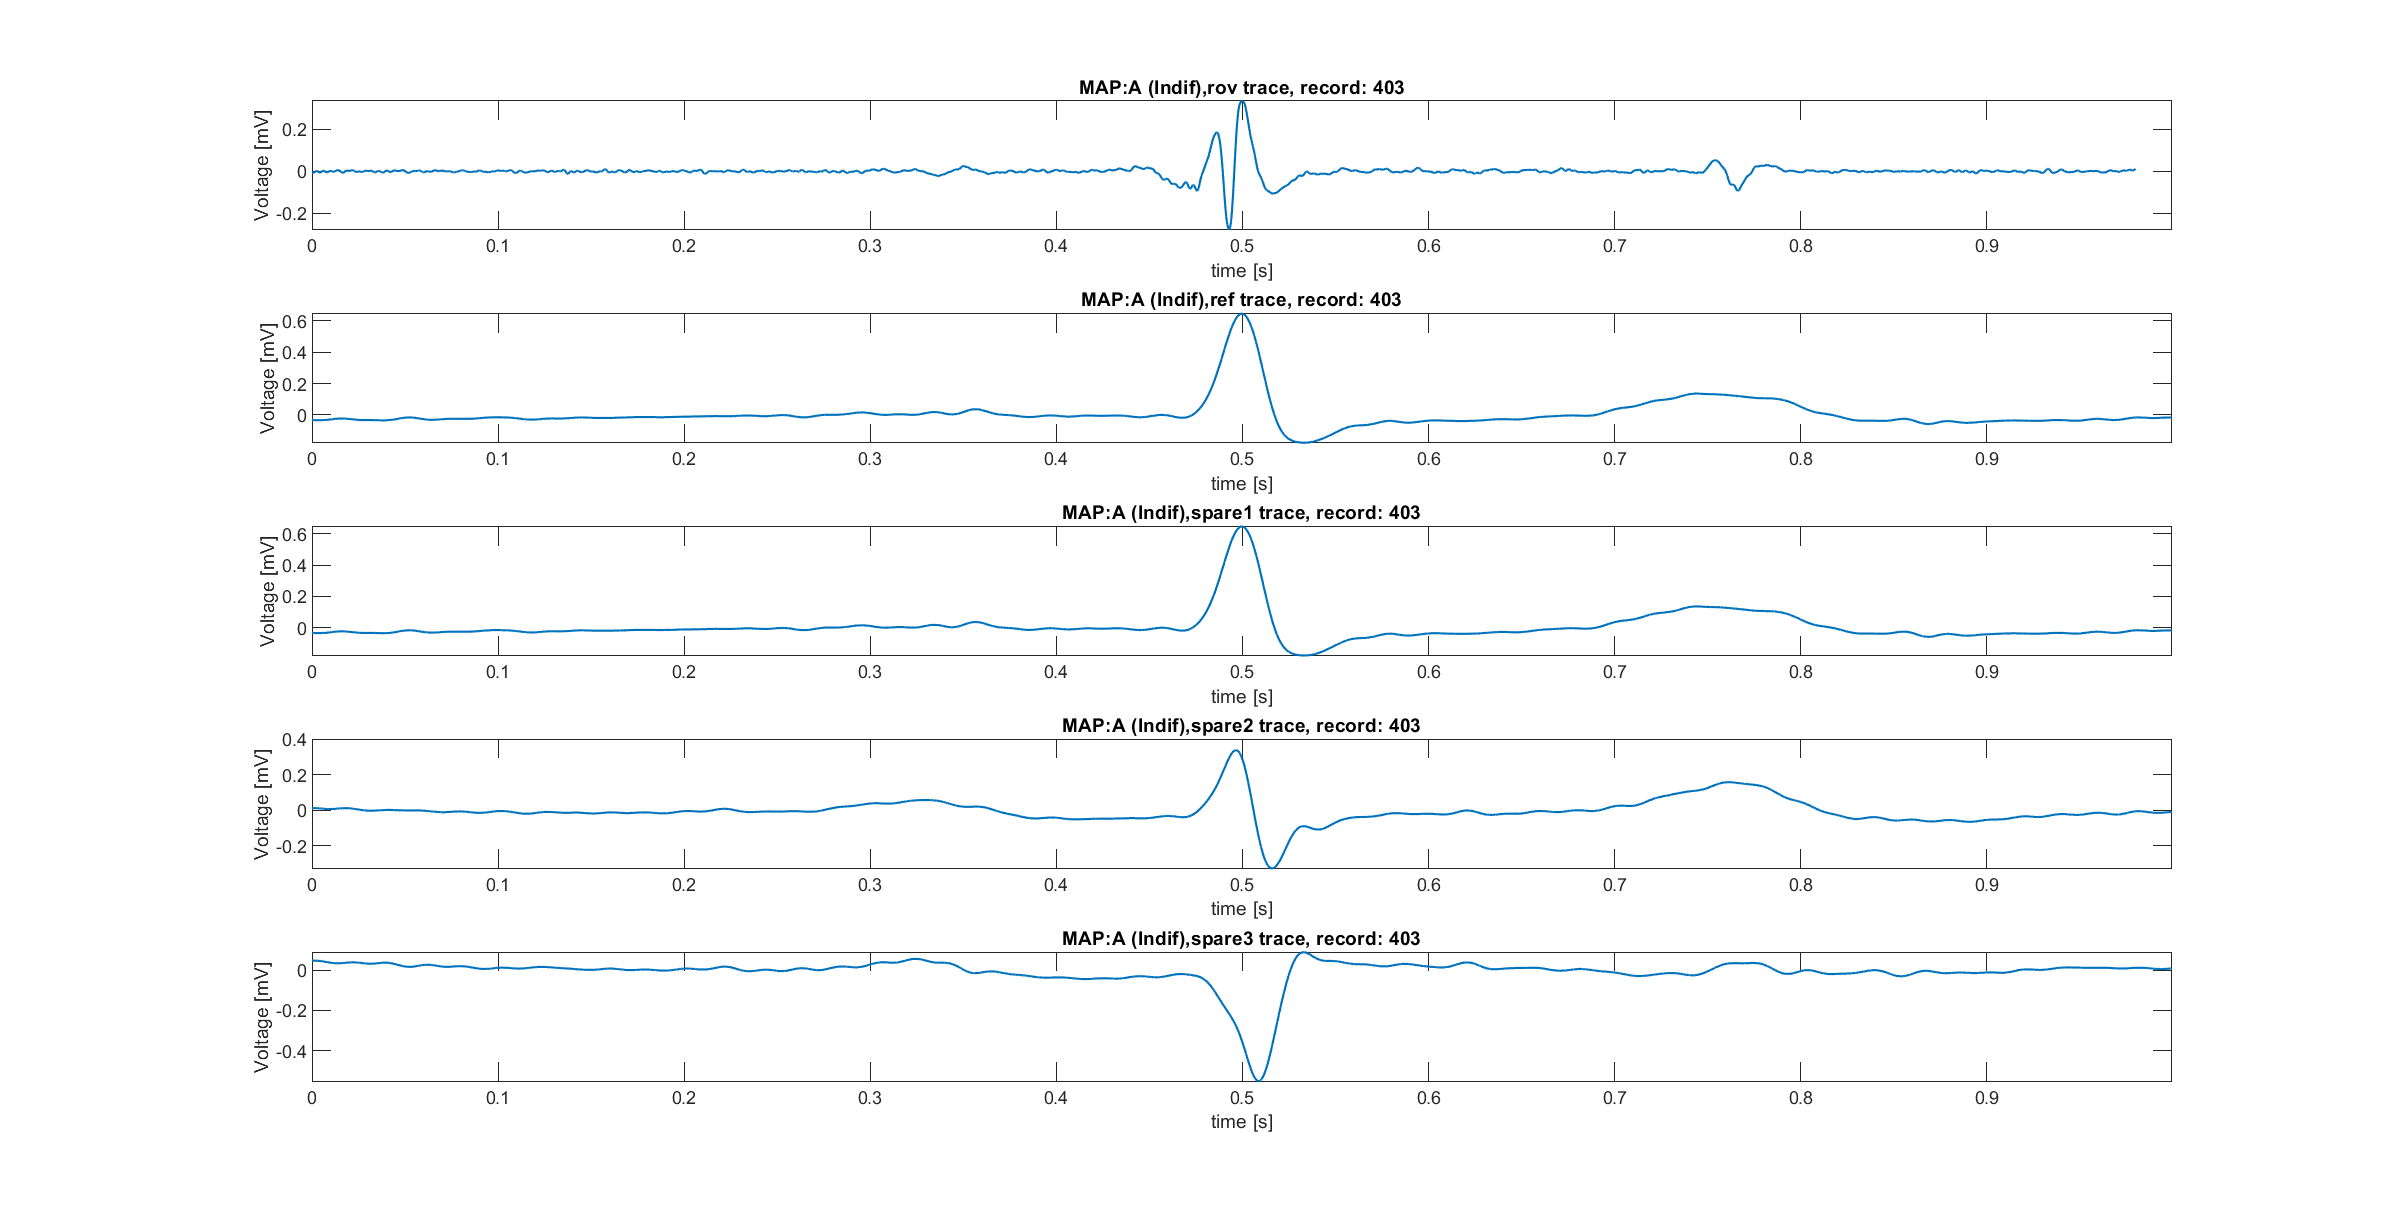 MAP:A (Indif),rov trace, record: 403
Voltage [mV]
0.2
0
-0.2
0 0.1 0.2 0.3 0.4 0.5 0.6 0.7 0.8 0.9
time [s]
MAP:A (Indif),ref trace, record: 403
Voltage [mV]
0.6
0.4
0.2
0
0 0.1 0.2 0.3 0.4 0.5 0.6 0.7 0.8 0.9
time [s]
MAP:A (Indif),spare1 trace, record: 403
Voltage [mV]
0.6
0.4
0.2
0
0 0.1 0.2 0.3 0.4 0.5 0.6 0.7 0.8 0.9
time [s]
MAP:A (Indif),spare2 trace, record: 403
Voltage [mV]
0.4
0.2
0
-0.2
0 0.1 0.2 0.3 0.4 0.5 0.6 0.7 0.8 0.9
time [s]
MAP:A (Indif),spare3 trace, record: 403
Voltage [mV]
0
-0.2
-0.4
0 0.1 0.2 0.3 0.4 0.5 0.6 0.7 0.8 0.9
time [s]